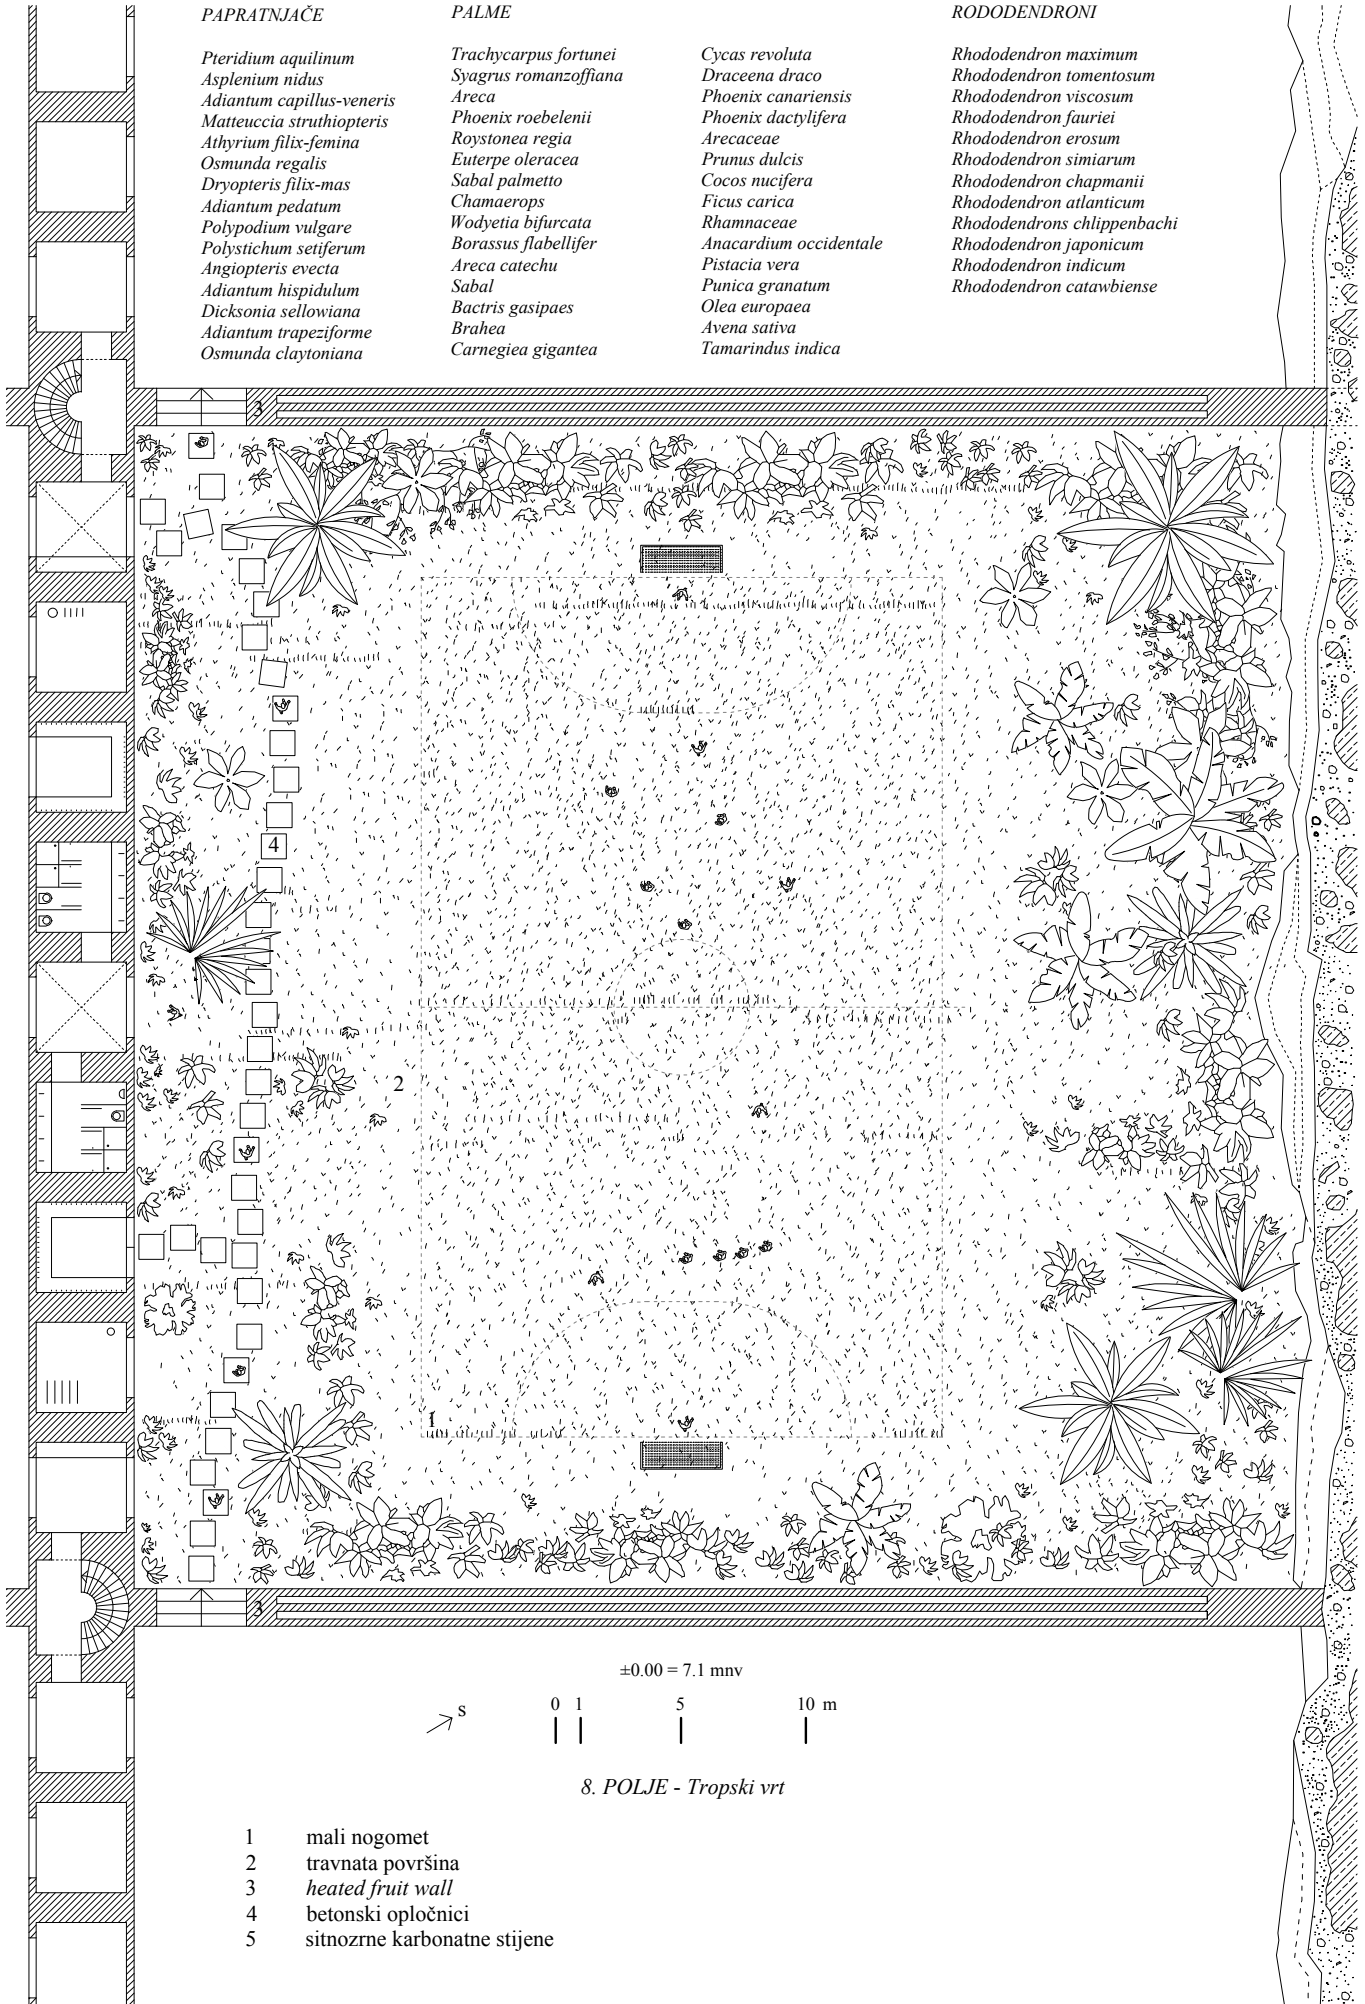 PAPRATNJAČE
Pteridium aquilinum
Asplenium nidus
Adiantum capillus-veneris
Matteuccia struthiopteris
Athyrium filix-femina
Osmunda regalis
Dryopteris filix-mas
Adiantum pedatum
Polypodium vulgare
Polystichum setiferum
Angiopteris evecta
Adiantum hispidulum
Dicksonia sellowiana
Adiantum trapeziforme
Osmunda claytoniana
PALME
Trachycarpus fortunei
Syagrus romanzoffiana
Areca
Phoenix roebelenii
Roystonea regia
Euterpe oleracea
Sabal palmetto
Chamaerops
Wodyetia bifurcata
Borassus flabellifer
Areca catechu
Sabal
Bactris gasipaes
Brahea
Carnegiea gigantea
Cycas revoluta
Draceena draco
Phoenix canariensis
Phoenix dactylifera
Arecaceae
Prunus dulcis
Cocos nucifera
Ficus carica
Rhamnaceae
Anacardium occidentale
Pistacia vera
Punica granatum
Olea europaea
Avena sativa
Tamarindus indica
RODODENDRONI
Rhododendron maximum
Rhododendron tomentosum
Rhododendron viscosum
Rhododendron fauriei
Rhododendron erosum
Rhododendron simiarum
Rhododendron chapmanii
Rhododendron atlanticum
Rhododendrons chlippenbachi
Rhododendron japonicum
Rhododendron indicum
Rhododendron catawbiense
3
4
2
1
3
±0.00 = 7.1 mnv
s
0 1 5 10 m
8. POLJE - Tropski vrt
1 mali nogomet
2 travnata površina
3 heated fruit wall
4 betonski opločnici
5 sitnozrne karbonatne stijene